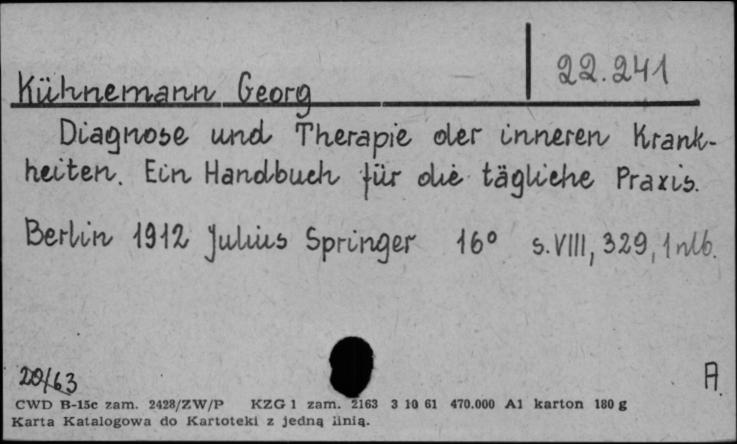 22.241
Kühnemann Georg
Diagnose und Therapie der inneren Krank-
heiten. Ein Handbuch für die tägliche Praxis.
Berlin 1912 Julius Springer 16° s. VIII, 329, 1 nlb.
20/63
A
CWD B-15c zam. 2428/ZW/P KZG 1 zam. 2163 3 10 61 470.000 A1 karton 180 g
Karta Katalogowa do Kartoteki z jedną linią.